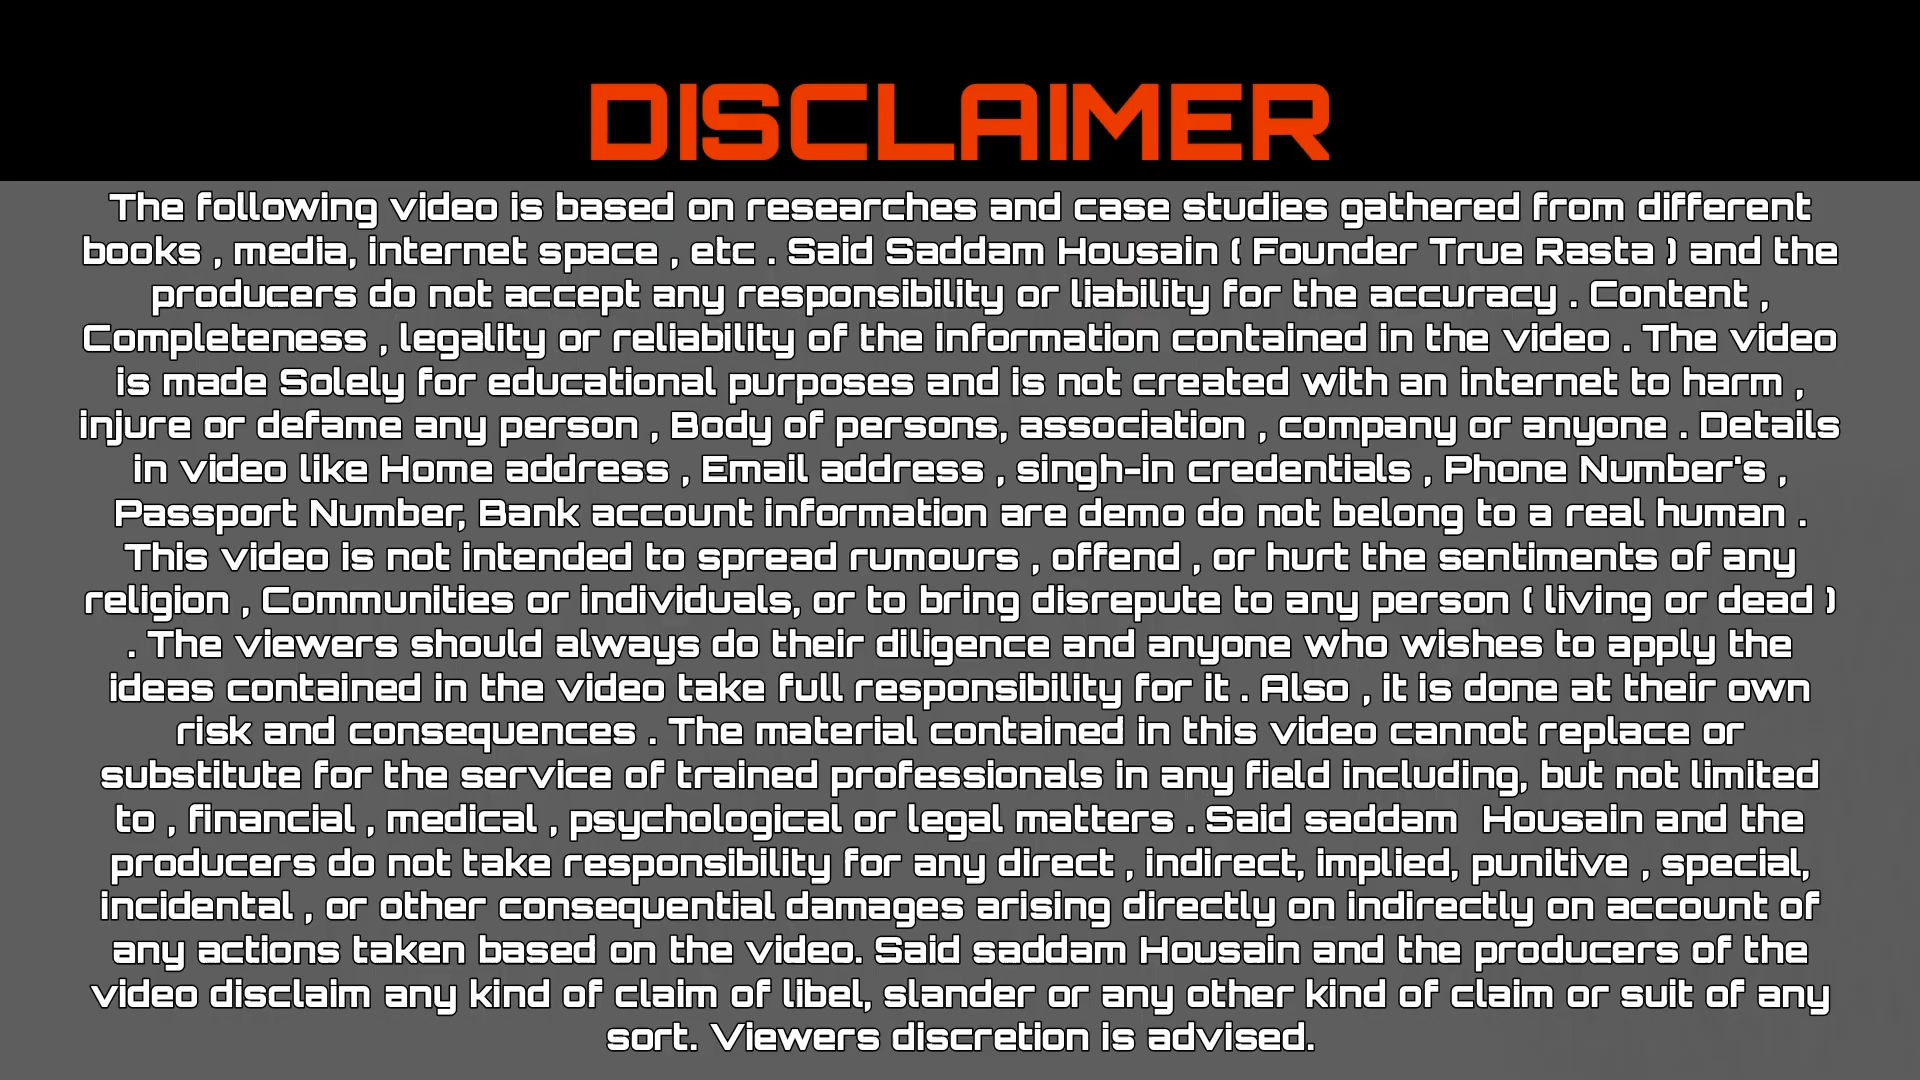 DISCLAIMER
The following video is based on researches and case studies gathered from different
books , media, internet space , etc . Said Saddam Housain ( Founder True Rasta ) and the
producers do not accept any responsibility or liability for the accuracy . Content ,
Completeness , legality or reliability of the information contained in the video . The video
is made Solely for educational purposes and is not created with an internet to harm ,
injure or defame any person , Body of persons, association , company or anyone . Details
in video like Home address , Email address , singh-in credentials , Phone Number's ,
Passport Number, Bank account information are demo do not belong to a real human .
This video is not intended to spread rumours , offend , or hurt the sentiments of any
religion , Communities or individuals, or to bring disrepute to any person ( living or dead )
. The viewers should always do their diligence and anyone who wishes to apply the
ideas contained in the video take full responsibility for it . Also , it is done at their own
risk and consequences . The material contained in this video cannot replace or
substitute for the service of trained professionals in any field including, but not limited
to , financial , medical , psychological or legal matters . Said saddam  Housain and the
producers do not take responsibility for any direct , indirect, implied, punitive , special,
incidental , or other consequential damages arising directly on indirectly on account of
any actions taken based on the video. Said saddam Housain and the producers of the
video disclaim any kind of claim of libel, slander or any other kind of claim or suit of any
sort. Viewers discretion is advised.